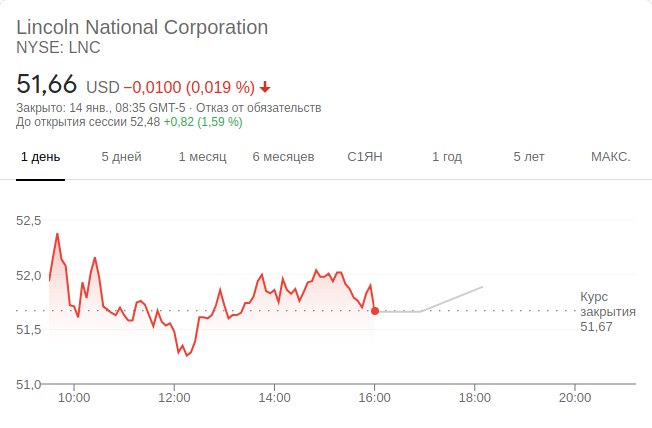 Lincoln National Corporation
NYSE: LNC
51,66 USD −0,0100 (0,019 %)
Закрыто: 14 янв., 08:35 GMT-5 · Отказ от обязательств
До открытия сессии 52,48 +0,82 (1,59 %)
1 день 5 дней 1 месяц 6 месяцев С1ЯН 1 год 5 лет МАКС.
52,5
52,0
51,5
51,0
Курс
закрытия
51,67
10:00 12:00 14:00 16:00 18:00 20:00